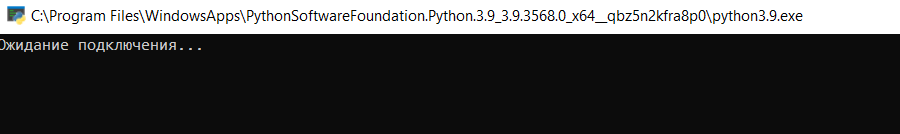 C:\Program Files\WindowsApps\PythonSoftwareFoundation.Python.3.9_3.9.3568.0_x64__qbz5n2kfra8p0\python3.9.exe
Ожидание подключения...